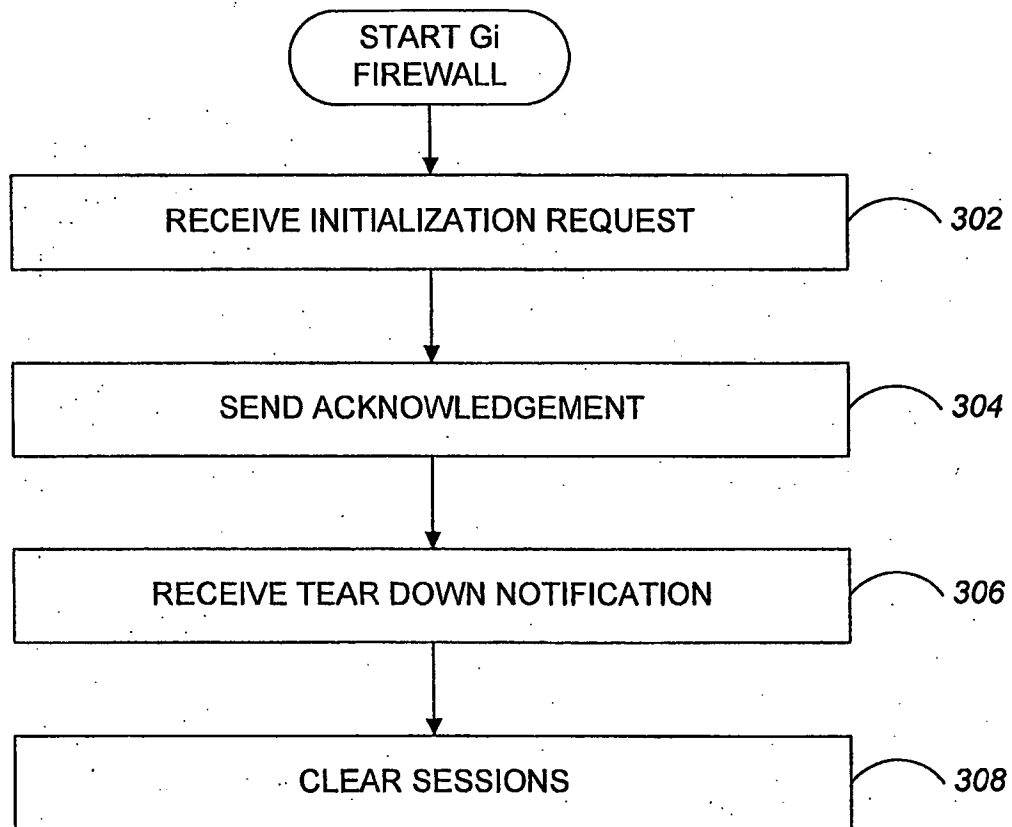 START Gi
FIREWALL
RECEIVE INITIALIZATION REQUEST
302
SEND ACKNOWLEDGEMENT
304
RECEIVE TEAR DOWN NOTIFICATION
306
CLEAR SESSIONS
308